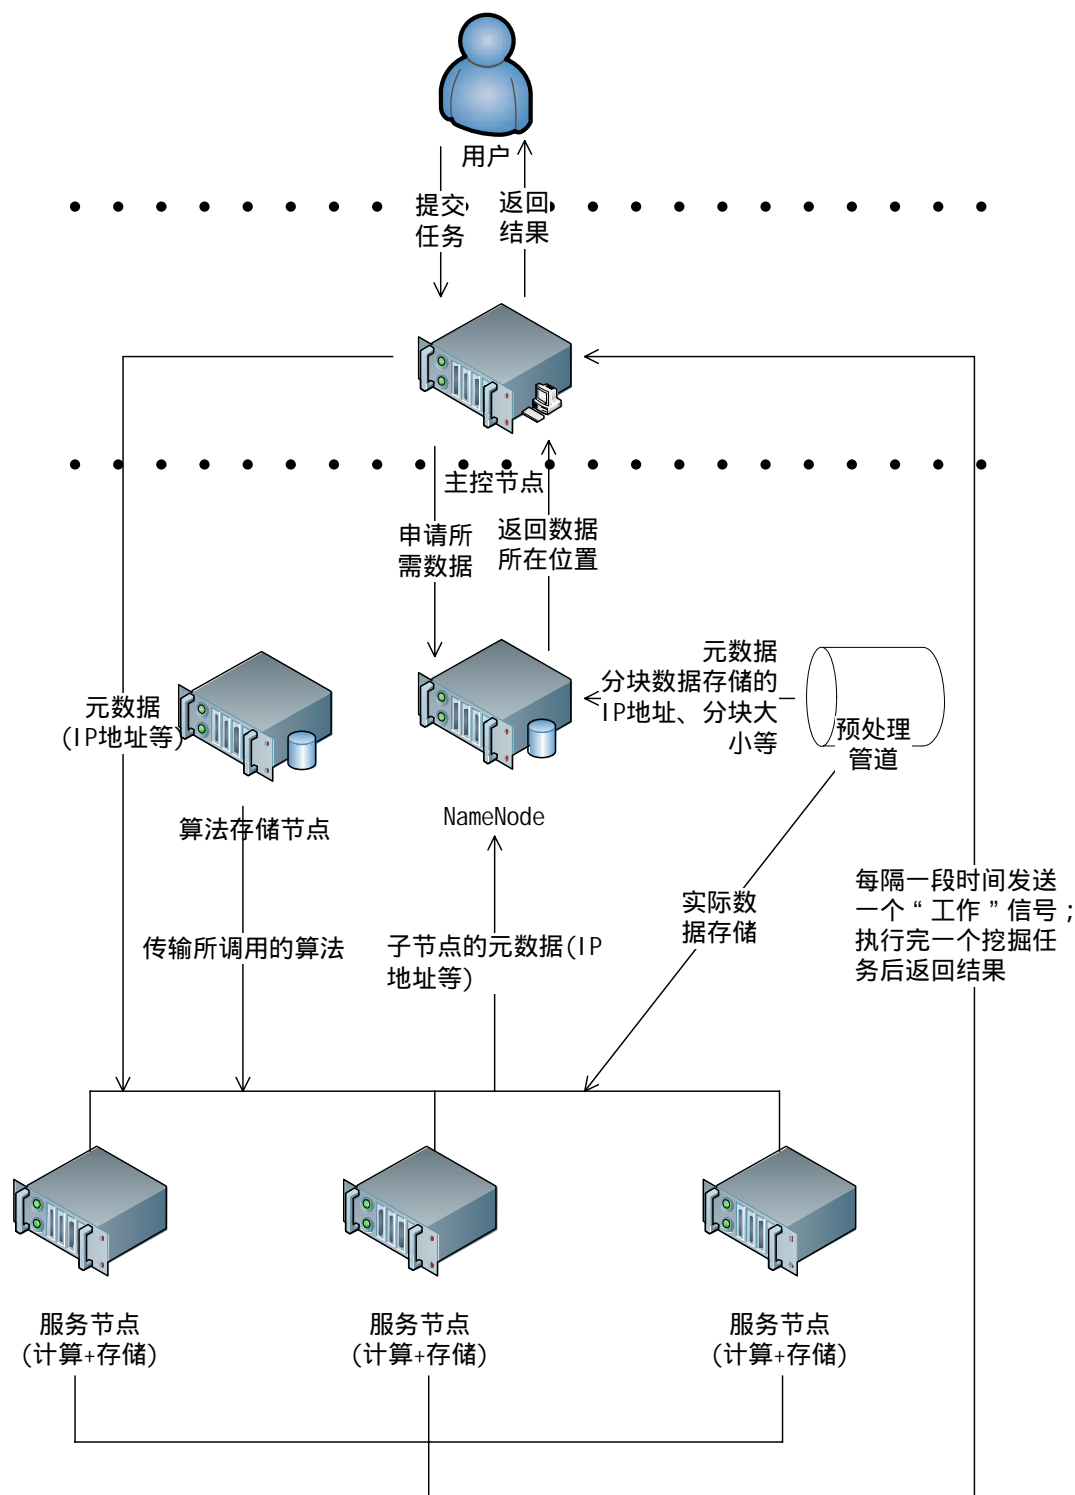 用户
提交
任务
返回
结果
主控节点
申请所
需数据
返回数据
所在位置
元数据
分块数据存储的
IP地址、分块大
小等
预处理
管道
元数据
(IP地址等)
算法存储节点
NameNode
实际数
据存储
每隔一段时间发送
一个“工作”信号；
执行完一个挖掘任
务后返回结果
传输所调用的算法
子节点的元数据(IP
地址等)
服务节点
(计算+存储)
服务节点
(计算+存储)
服务节点
(计算+存储)